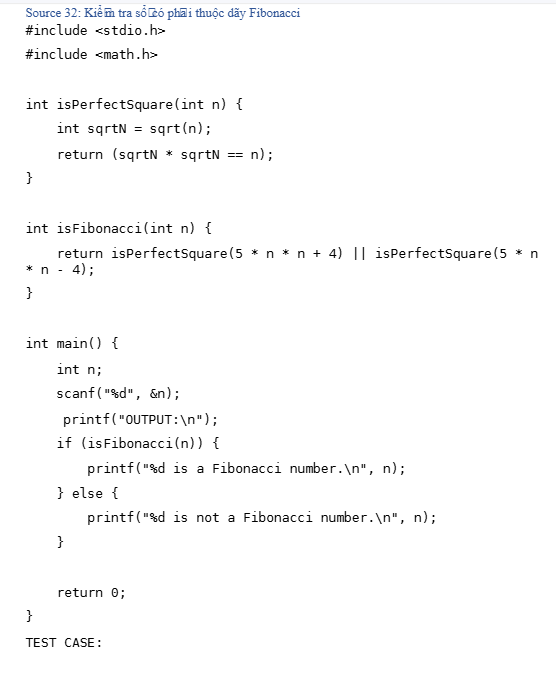 Source 32: Kiểm tra số có phải thuộc dãy Fibonacci
#include <stdio.h>
#include <math.h>
int isPerfectSquare(int n) {
    int sqrtN = sqrt(n);
    return (sqrtN * sqrtN == n);
}
int isFibonacci(int n) {
    return isPerfectSquare(5 * n * n + 4) || isPerfectSquare(5 * n
* n - 4);
}
int main() {
    int n;
    scanf("%d", &n);
     printf("OUTPUT:\n");
    if (isFibonacci(n)) {
        printf("%d is a Fibonacci number.\n", n);
    } else {
        printf("%d is not a Fibonacci number.\n", n);
    }
    return 0;
}
TEST CASE: